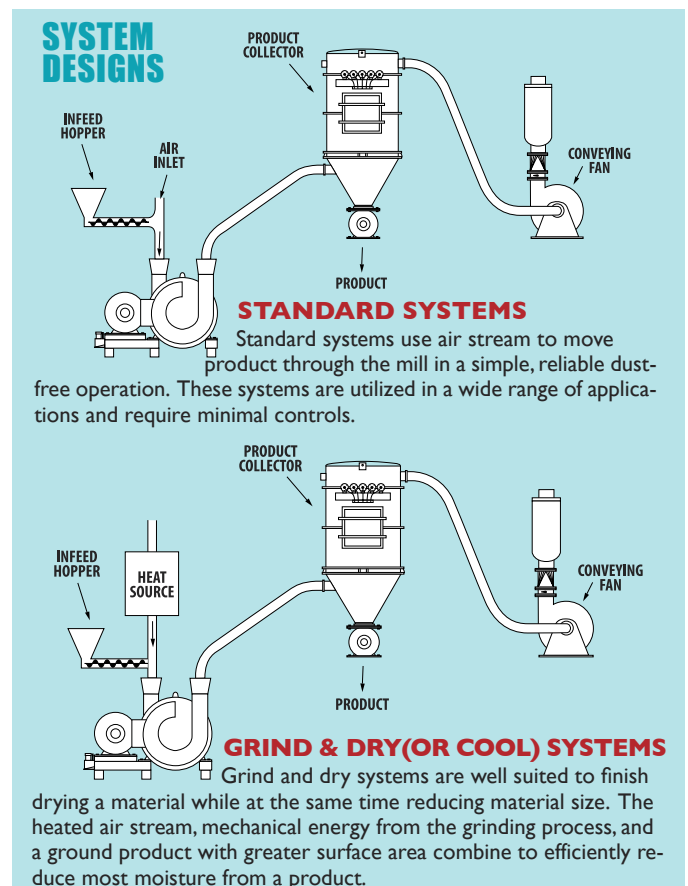 SYSTEM
DESIGNS
PRODUCT
COLLECTOR
INFEED
HOPPER
AIR
INLET
CONVEYING
FAN
PRODUCT
STANDARD SYSTEMS
Standard systems use air stream to move
product through the mill in a simple, reliable dust-
free operation. These systems are utilized in a wide range of applica-
tions and require minimal controls.
PRODUCT
COLLECTOR
INFEED
HOPPER
HEAT
SOURCE
CONVEYING
FAN
PRODUCT
GRIND & DRY(OR COOL) SYSTEMS
Grind and dry systems are well suited to finish
drying a material while at the same time reducing material size. The
heated air stream, mechanical energy from the grinding process, and
a ground product with greater surface area combine to efficiently re-
duce most moisture from a product.